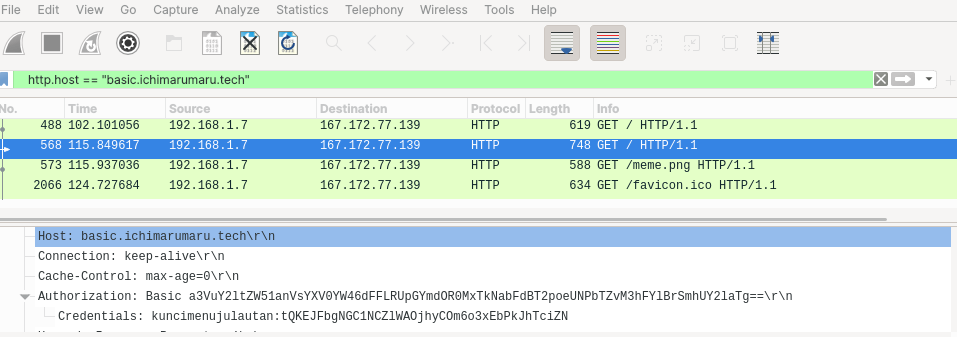 File Edit View Go Capture Analyze Statistics Telephony Wireless Tools Help
http.host == "basic.ichimarumaru.tech"
No. Time Source Destination Protocol Length Info
488 102.101056 192.168.1.7 167.172.77.139 HTTP 619 GET / HTTP/1.1
568 115.849617 192.168.1.7 167.172.77.139 HTTP 748 GET / HTTP/1.1
573 115.937036 192.168.1.7 167.172.77.139 HTTP 588 GET /meme.png HTTP/1.1
2066 124.727684 192.168.1.7 167.172.77.139 HTTP 634 GET /favicon.ico HTTP/1.1
Host: basic.ichimarumaru.tech\r\n
Connection: keep-alive\r\n
Cache-Control: max-age=0\r\n
Authorization: Basic a3VuY2ltZW51anVsYXV0YW46dFFLRUpGYmdOR0MxTkNabFdBT2poeUNPbTZvM3hFYlBrSmhUY2laTg==\r\n
Credentials: kuncimenujulautan:tQKEJFbgNGC1NCZlWAOjhyCOm6o3xEbPkJhTciZN